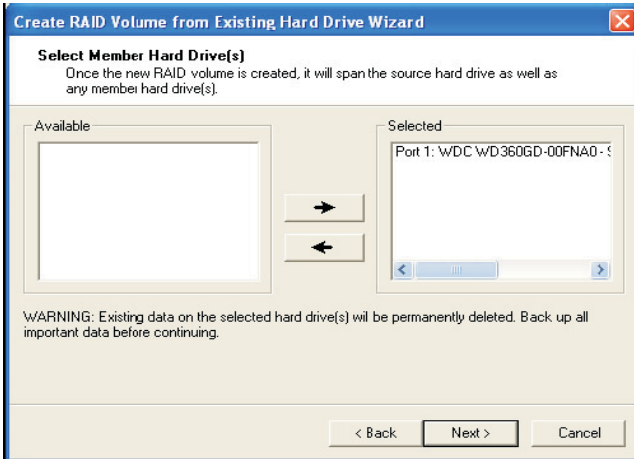 Create RAID Volume from Existing Hard Drive Wizard
Select Member Hard Drive(s)
Once the new RAID volume is created, it will span the source hard drive as well as
any member hard drive(s).
Available
Selected
Port 1: WDC WD360GD-00FNA0 - S
WARNING: Existing data on the selected hard drive(s) wil be permanently deleted. Back up all
important data before continuing.
< Back
Next >
Cancel